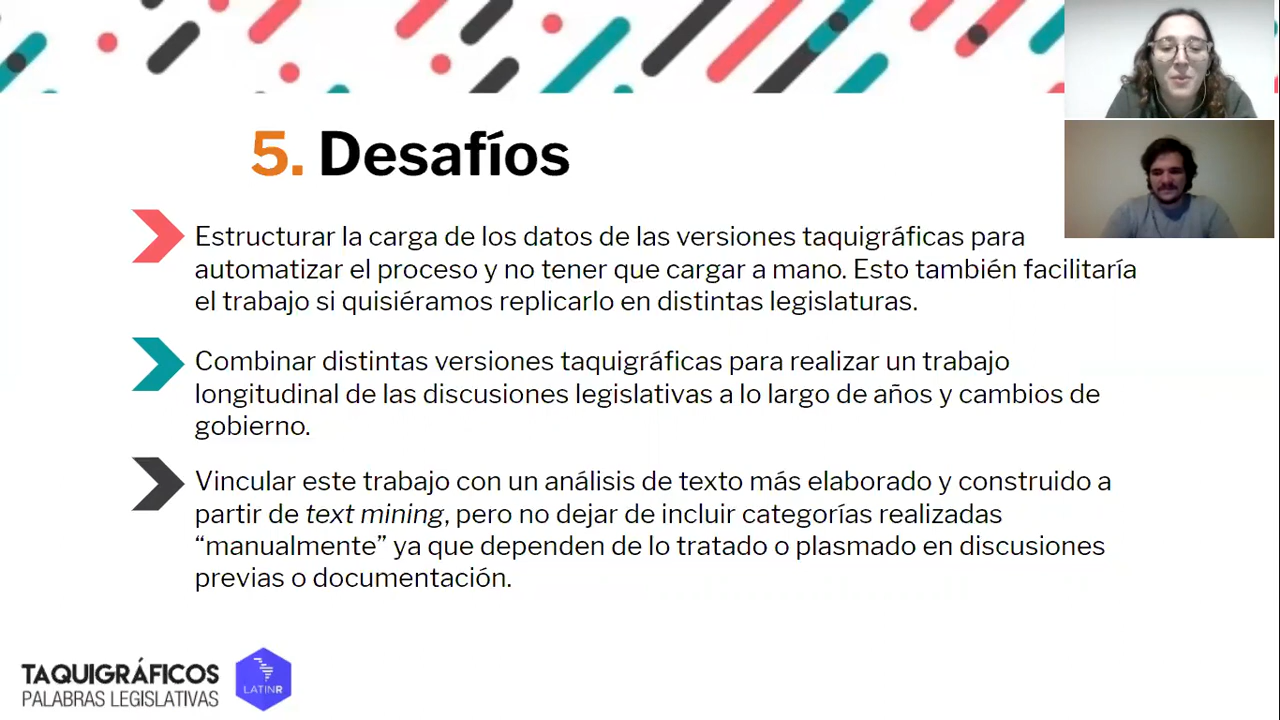 5. Desafíos
Estructurar la carga de los datos de las versiones taquigráficas para
automatizar el proceso y no tener que cargar a mano. Esto también facilitaría
el trabajo si quisiéramos replicarlo en distintas legislaturas.
Combinar distintas versiones taquigráficas para realizar un trabajo
longitudinal de las discusiones legislativas a lo largo de años y cambios de
gobierno.
Vincular este trabajo con un análisis de texto más elaborado y construido a
partir de text mining, pero no dejar de incluir categorías realizadas
“manualmente” ya que dependen de lo tratado o plasmado en discusiones
previas o documentación.
TAQUIGRÁFICOS
PALABRAS LEGISLATIVAS
LATINR